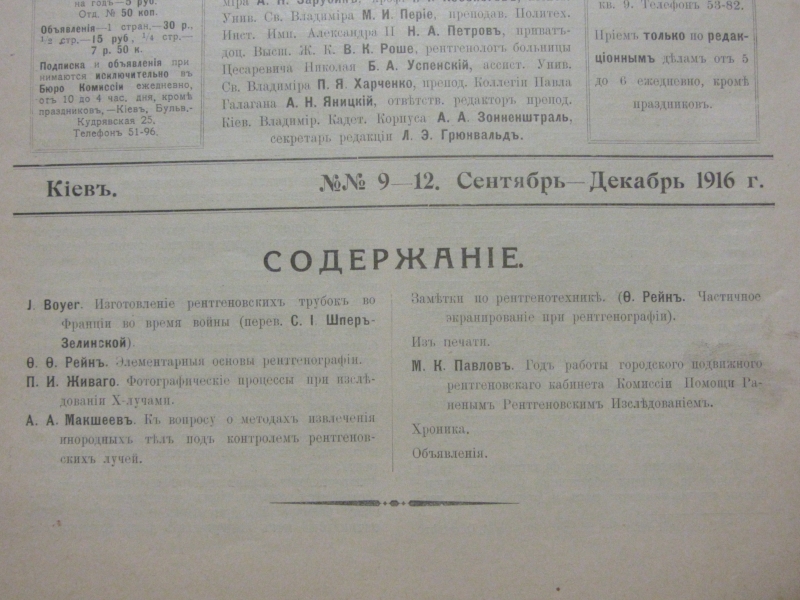 на годъ—5 руб.
Отд. № 50 коп.
Объявленія—1 стран.—30 р.,
1/2 стр.—15 руб, 1/4 стр.—
7 р. 50 к.
Подписка и объявленія при
нимаются исключительно въ
Бюро Комиссіи ежедневно,
отъ 10 до 4 час. дня, кромѣ
праздниковъ,—Кіевъ, Бульв.-
Кудрявская 25,
Телефонъ 51-96.
Унив. Св. Владиміра М. И. Періе, преподав. Политех.
Инст. Имп. Александра II Н. А. Петровъ, приватъ-
доц. Высш. Ж. К. В. К. Роше, рентгенологъ больницы
Цесаревича Николая Б. А. Успенскій, ассист. Унив.
Св. Владиміра П. Я. Харченко, препод. Коллегіи Павла
Галагана А. Н. Яницкій, отвѣтств. редакторъ препод.
Кіев. Владимір. Кадет. Корпуса А. А. Зонненштраль,
секретарь редакціи Л. Э. Грюнвальдъ.
кв. 9. Телефонъ 53-82.
Пріемъ только по редак-
ціоннымъ дѣламъ отъ 5
до 6 ежедневно, кромѣ
праздниковъ.
Кіевъ.
№№ 9—12. Сентябрь—Декабрь 1916 г.
СОДЕРЖАНІЕ.
J. Boyer. Изготовленіе рентгеновскихъ трубокъ во
Франціи во время войны (перев. С. І Шперъ-
Зелинской)
Ѳ. Ѳ. Рейнъ. Элементарныя основы рентгенографіи.
П. И. Живаго. Фотографическіе процессы при изслѣ-
дованіи Х-лучами.
А. А. Макшеевъ. Къ вопросу о методахъ извлеченія
инородныхъ тѣлъ подъ контролемъ рентгенов-
скихъ лучей.
Замѣтки по рентгенотехникѣ. (Ѳ. Рейнъ. Частичное
экранированіе при рентгенографіи).
Изъ печати.
М. К. Павловъ. Годъ работы городского подвижного
рентгеновскаго кабинета Комиссіи Помощи Ра-
ненымъ Рентгеновскимъ Изслѣдованіемъ.
Хроника.
Объявленія.